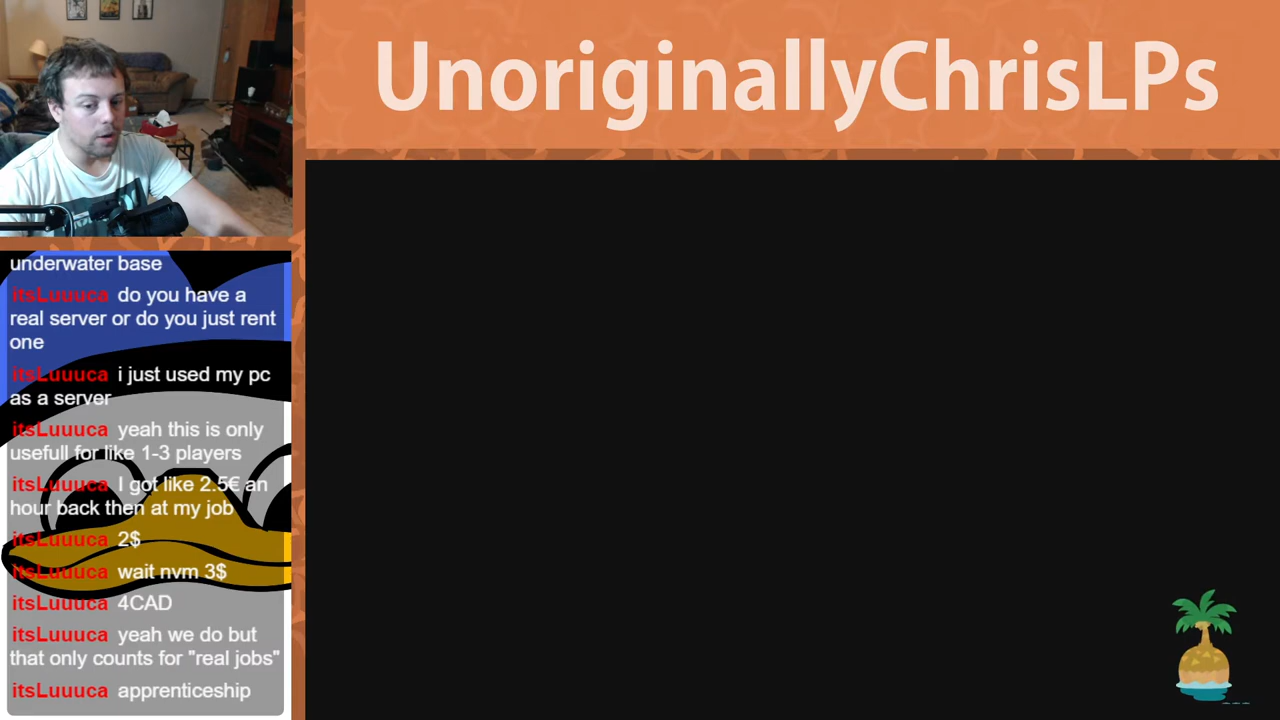 UnoriginallyChrisLPs
underwater base
itsLuuuca do you have a
real server or do you just rent
one
itsLuuuca i just used my pc
as a server
itsLuuuca yeah this is only
usefull for like 1-3 players
itsLuuuca I got like 2.5€ an
hour back then at my job
itsLuuuca 2$
itsLuuuca wait nvm 3$
itsLuuuca 4CAD
itsLuuuca yeah we do but
that only counts for "real jobs"
itsLuuuca apprenticeship